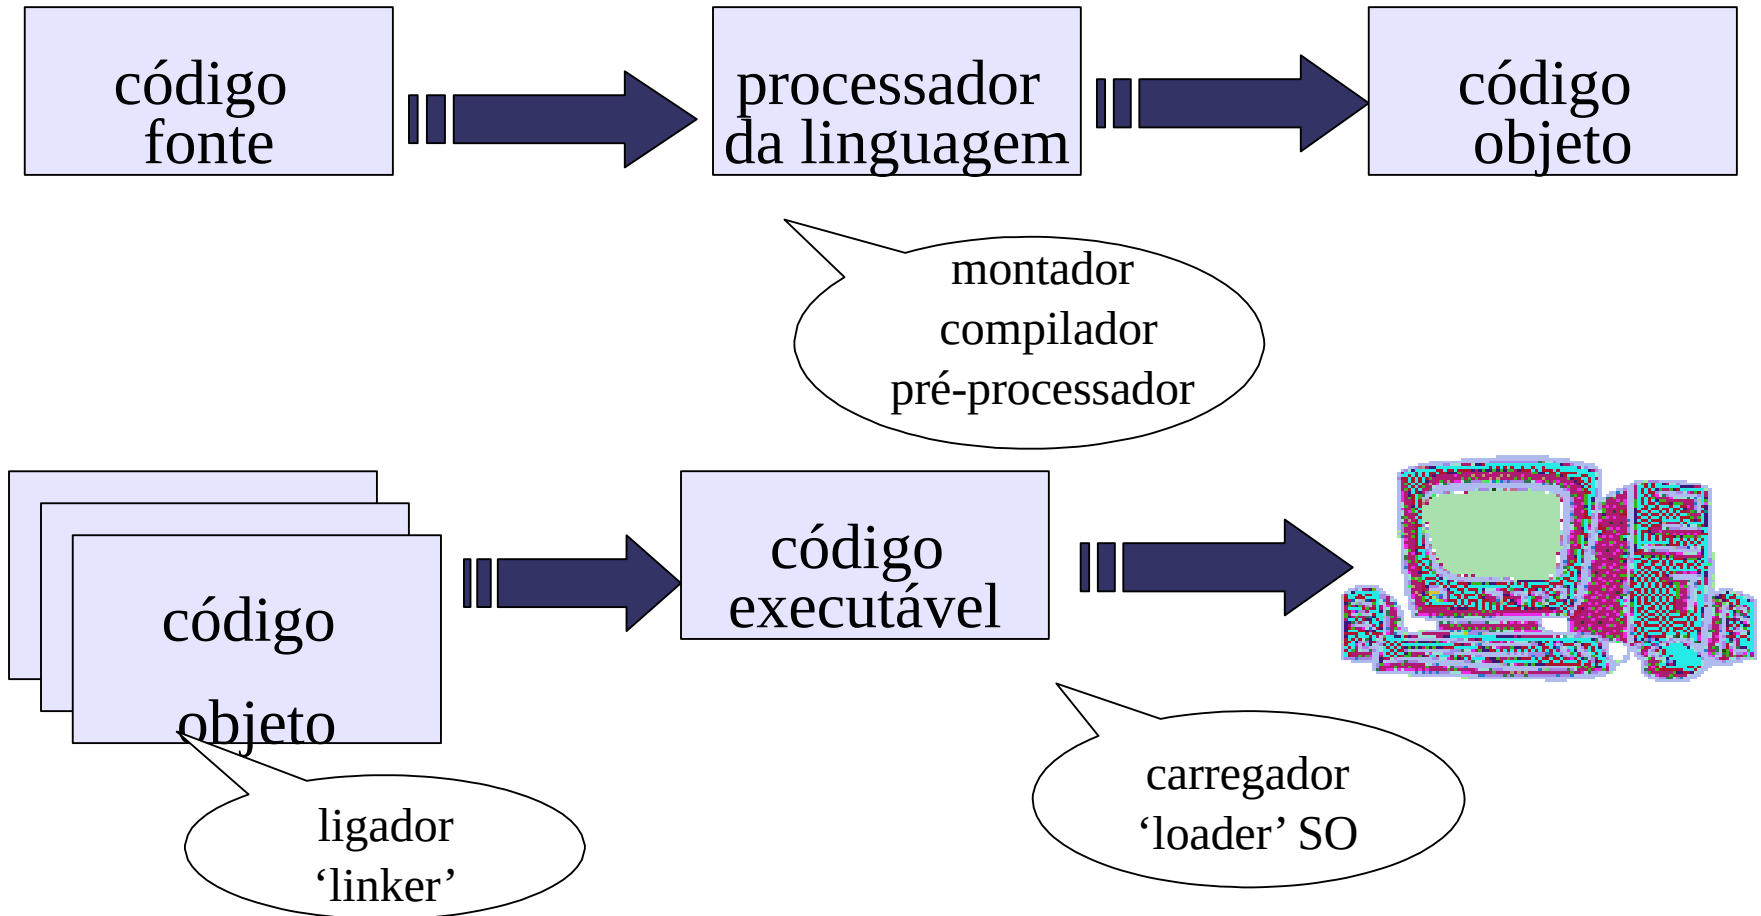 código
fonte
processador
da linguagem
código
objeto
montador
compilador
pré-processador
código
objeto
código
executável
ligador
‘linker’
carregador
‘loader’ SO